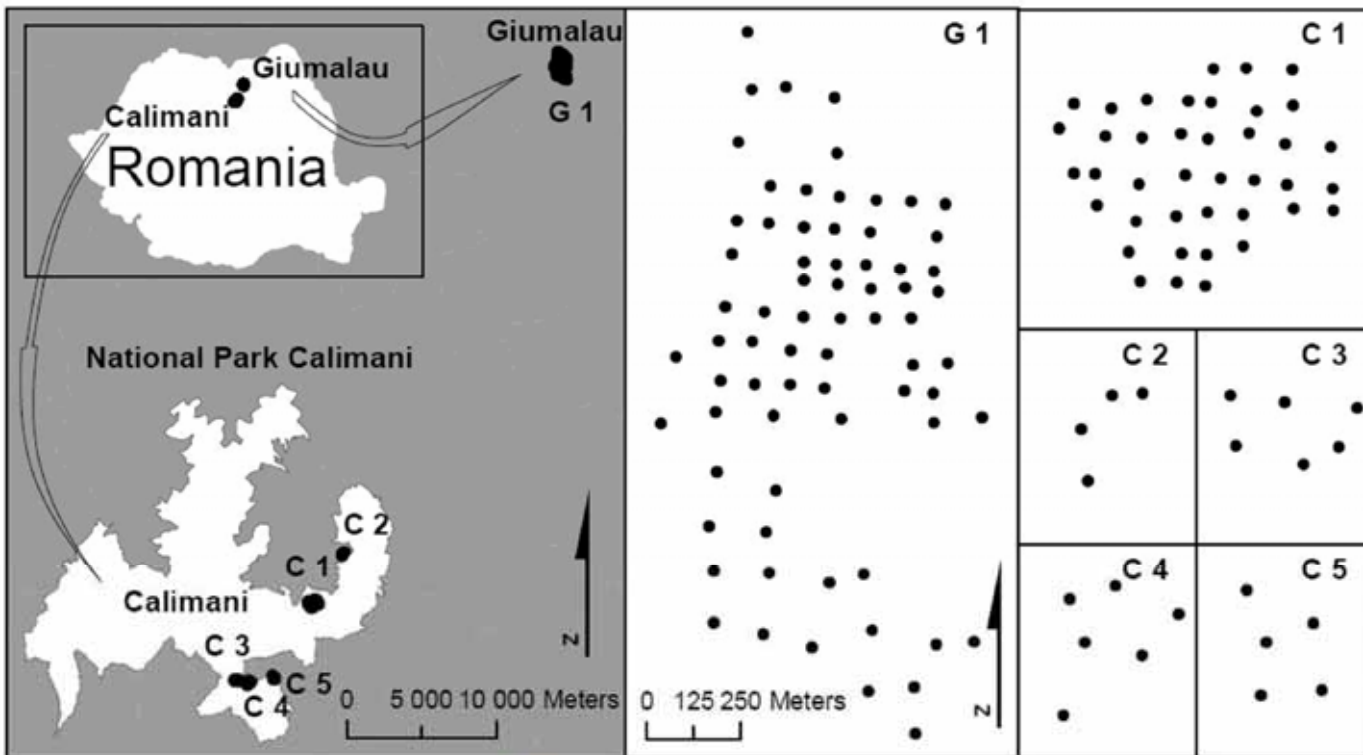 Giumalau
G 1
Giumalau
Calimani
Romania
National Park Calimani
C 2
C 1
Calimani
C 3
C 5
C 4
z
0 5 000 10 000 Meters
G 1
z
0 125 250 Meters
C 1
C 2
C 3
C 4
C 5